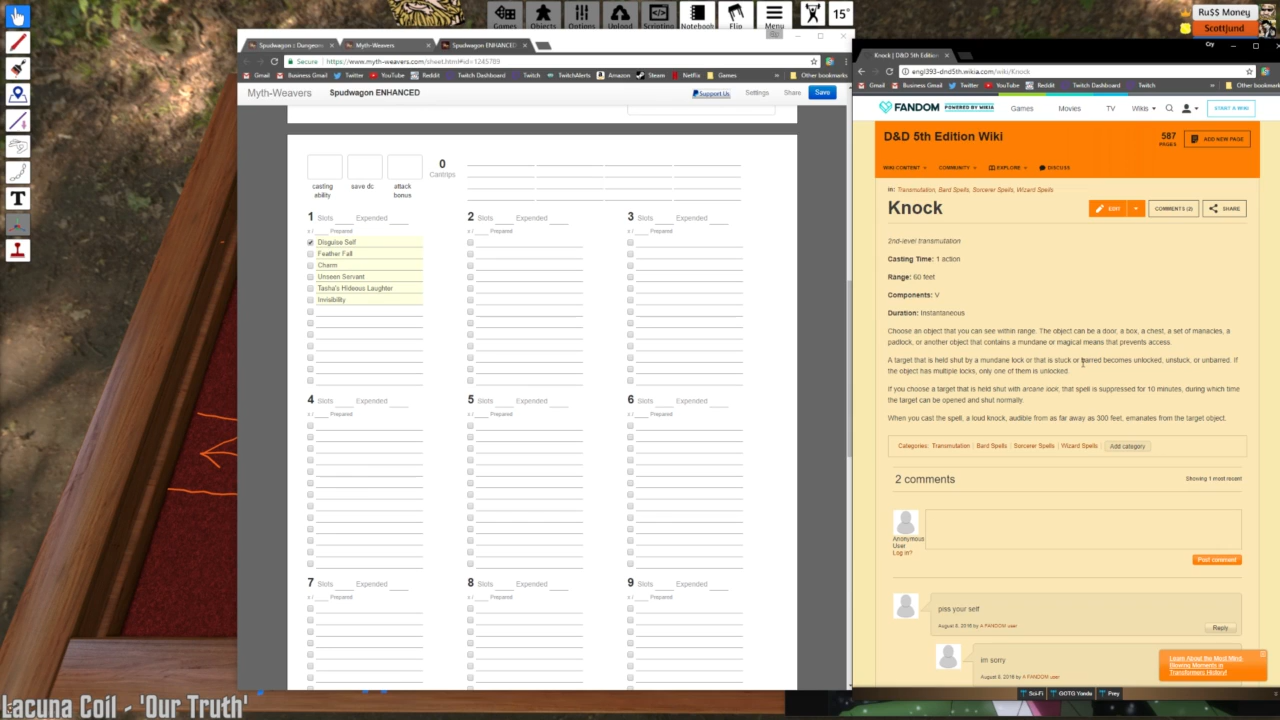 Games
Objects
Options
Upload
Scripting
Notebook
Flip
Menu
15°
Ru$$ Money
Scottjund
Spudwagon :: Dungeon
Myth-Weavers
Spudwagon ENHANCED
Secure
https://www.myth-weavers.com/sheet.html#id=1245789
Gmail
Business Gmail
Twitter
YouTube
Reddit
Twitch Dashboard
Twitch
TwitchAlerts
Amazon
Steam
Netflix
Games
»
Other bookmarks
Myth-Weavers
Spudwagon ENHANCED
Support Us
Settings
Share
Save
casting ability
save dc
attack bonus
0
Cantrips
1 Slots Expended
Prepared
Disguise Self
Feather Fall
Charm
Unseen Servant
Tasha's Hideous Laughter
Invisibility
2 Slots Expended
Prepared
3 Slots Expended
Prepared
4 Slots Expended
Prepared
5 Slots Expended
Prepared
6 Slots Expended
Prepared
7 Slots Expended
Prepared
8 Slots Expended
Prepared
9 Slots Expended
Prepared
Cry
Knock | D&D 5th Edition
engl393-dnd5th.wikia.com/wiki/Knock
Gmail
Business Gmail
Twitter
YouTube
Reddit
Twitch Dashboard
Twitch
»
Other bookmarks
FANDOM
POWERED BY WIKIA
Games
Movies
TV
Wikis
START A WIKI
D&D 5th Edition Wiki
587
PAGES
ADD NEW PAGE
WIKI CONTENT
COMMUNITY
EXPLORE
DISCUSS
in: Transmutation, Bard Spells, Sorcerer Spells, Wizard Spells
Knock
EDIT
COMMENTS (2)
SHARE
2nd-level transmutation
Casting Time: 1 action
Range: 60 feet
Components: V
Duration: Instantaneous
Choose an object that you can see within range. The object can be a door, a box, a chest, a set of manacles, a
padlock, or another object that contains a mundane or magical means that prevents access.
A target that is held shut by a mundane lock or that is stuck or barred becomes unlocked, unstuck, or unbarred. If
the object has multiple locks, only one of them is unlocked.
If you choose a target that is held shut with arcane lock, that spell is suppressed for 10 minutes, during which time
the target can be opened and shut normally.
When you cast the spell, a loud knock, audible from as far away as 300 feet, emanates from the target object.
Categories: Transmutation | Bard Spells | Sorcerer Spells | Wizard Spells
Add category
2 comments
Showing 1 most recent
Anonymous
User
Log in?
Post comment
piss your self
August 8, 2016 by A FANDOM user
Reply
im sorry
August 8, 2016 by A FANDOM user
Learn About the Most Mind-
Blowing Moments in
Transformers History!
Sci-Fi
GOTG Yondu
Prey
Lacuna Coil - 'Our Truth'